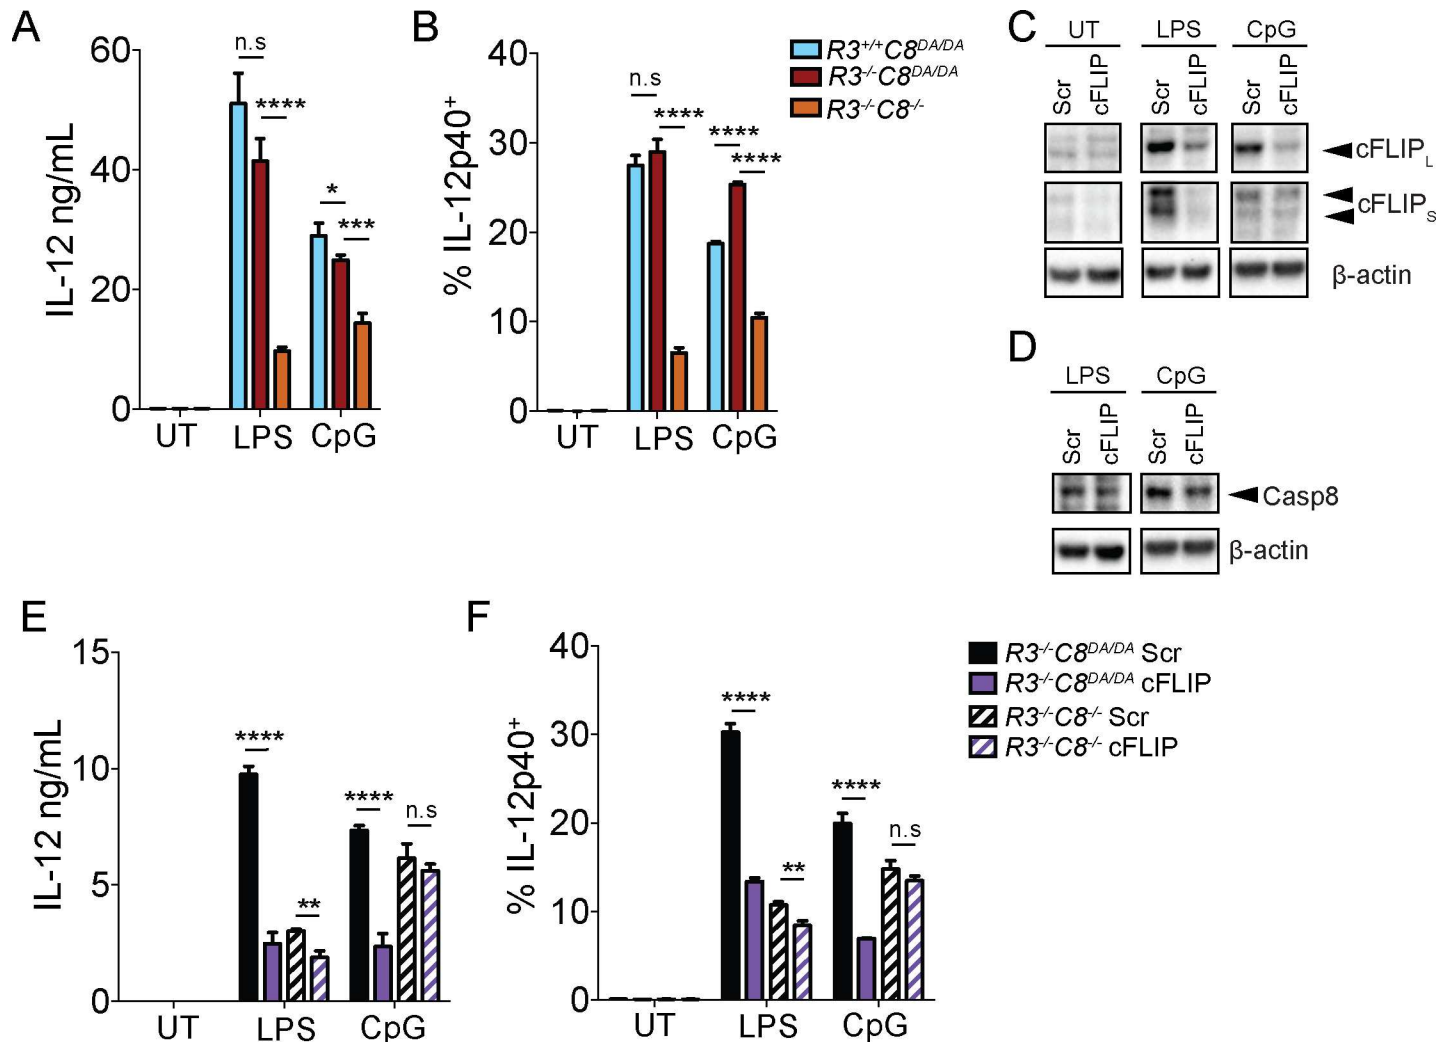 A
IL-12 ng/mL
60
40
20
0
n.s
****
*
***
UT
LPS
CpG
B
% IL-12p40+
40
30
20
10
0
n.s
****
****
****
UT
LPS
CpG
R3+/+C8DA/DA
R3-/-C8DA/DA
R3-/-C8-/-
C
UT
LPS
CpG
Scr
cFLIP
Scr
cFLIP
Scr
cFLIP
cFLIPL
cFLIPS
β-actin
D
LPS
CpG
Scr
cFLIP
Scr
cFLIP
Casp8
β-actin
E
IL-12 ng/mL
15
10
5
0
****
**
****
n.s
UT
LPS
CpG
F
% IL-12p40+
40
30
20
10
0
****
**
****
n.s
UT
LPS
CpG
R3-/-C8DA/DA Scr
R3-/-C8DA/DA cFLIP
R3-/-C8-/- Scr
R3-/-C8-/- cFLIP